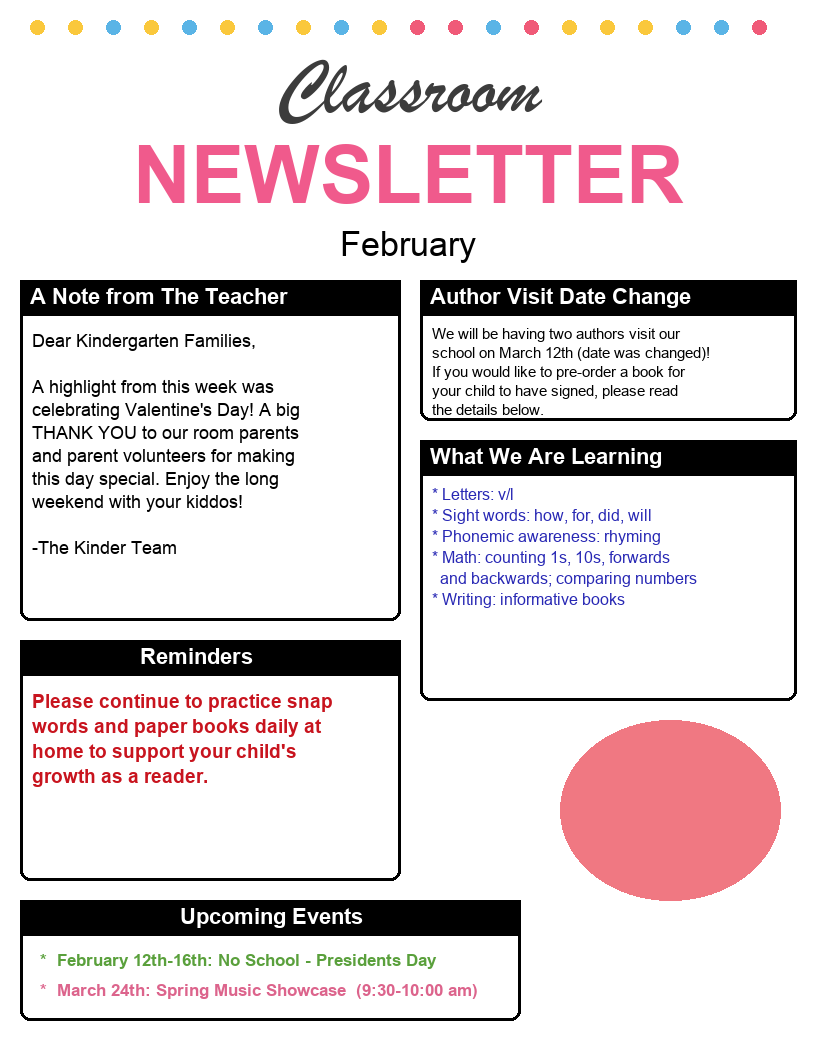 Classroom
NEWSLETTER
February
A Note from The Teacher
Dear Kindergarten Families,
A highlight from this week was
celebrating Valentine's Day! A big
THANK YOU to our room parents
and parent volunteers for making
this day special. Enjoy the long
weekend with your kiddos!
-The Kinder Team
Author Visit Date Change
We will be having two authors visit our
school on March 12th (date was changed)!
If you would like to pre-order a book for
your child to have signed, please read
the details below.
What We Are Learning
* Letters: v/l
* Sight words: how, for, did, will
* Phonemic awareness: rhyming
* Math: counting 1s, 10s, forwards
and backwards; comparing numbers
* Writing: informative books
Reminders
Please continue to practice snap
words and paper books daily at
home to support your child's
growth as a reader.
Upcoming Events
* February 12th-16th: No School - Presidents Day
* March 24th: Spring Music Showcase (9:30-10:00 am)